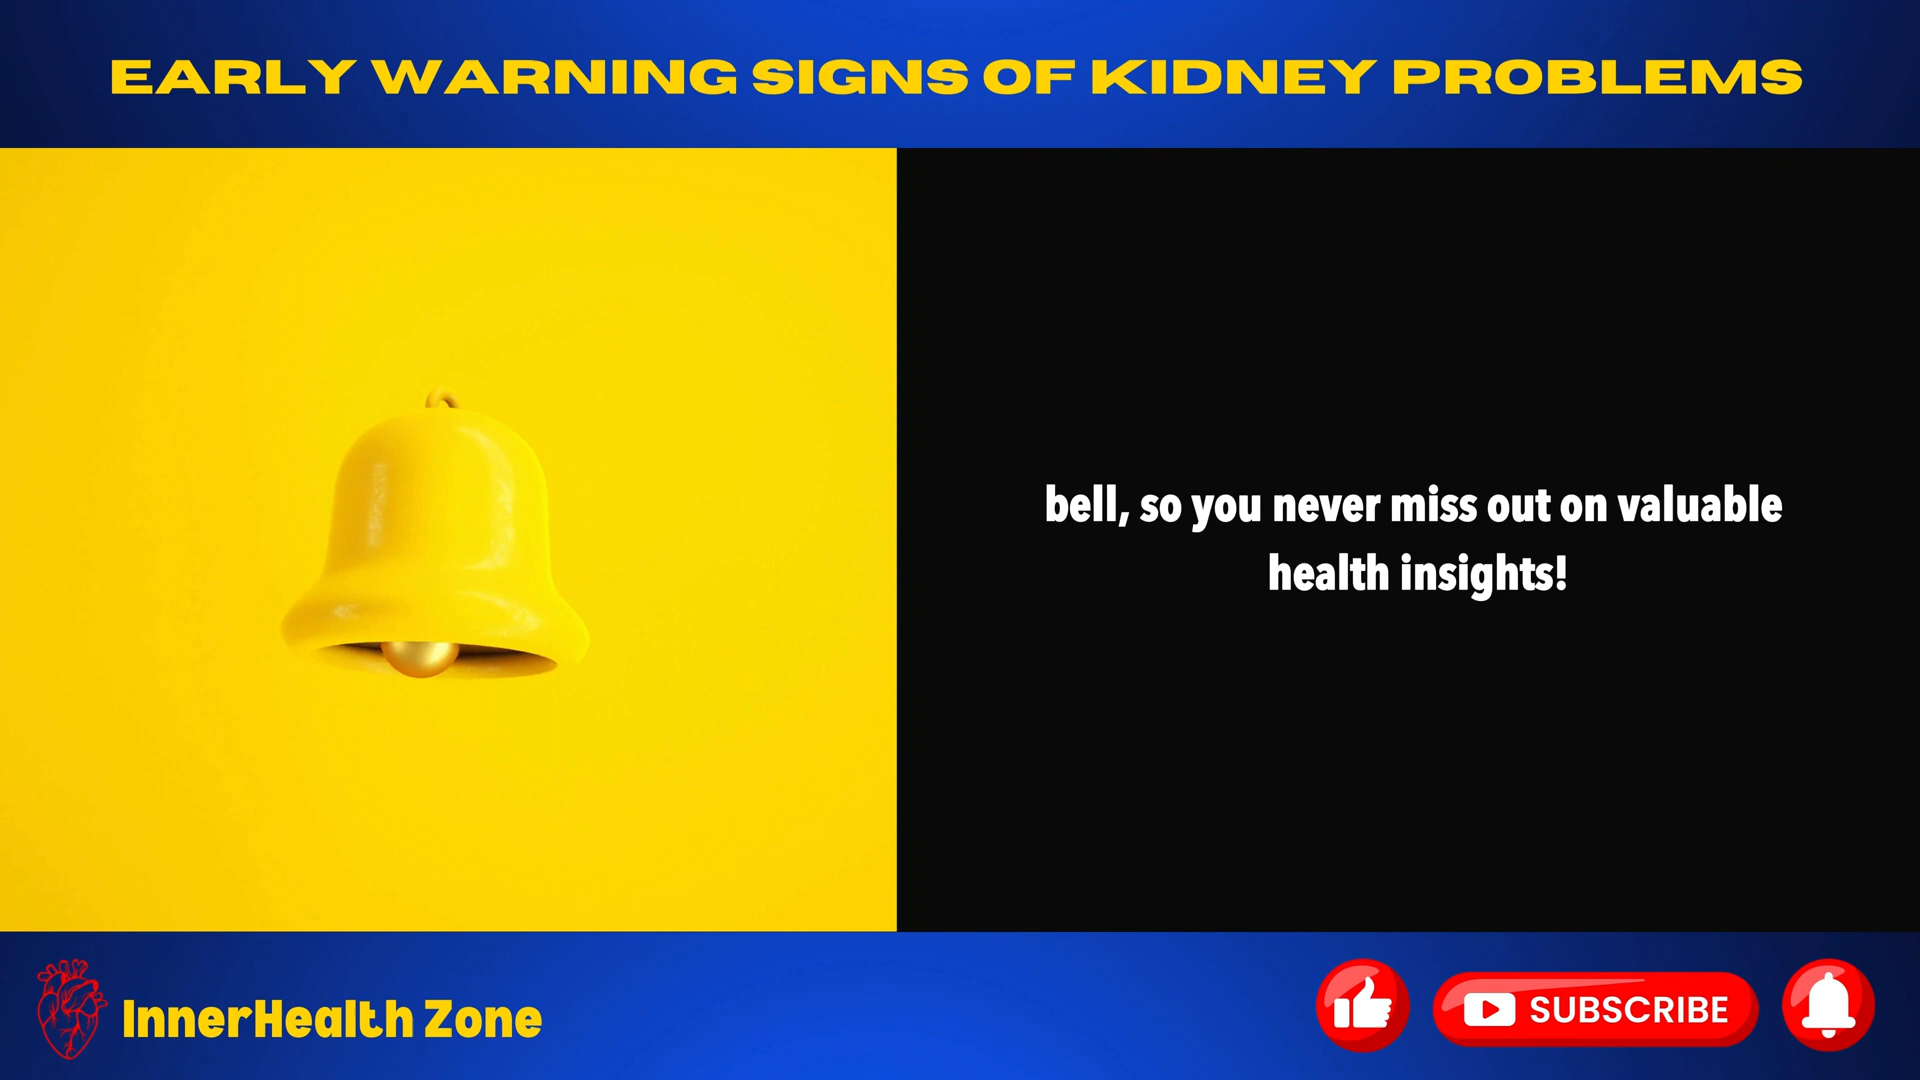 EARLY WARNING SIGNS OF KIDNEY PROBLEMS
bell, so you never miss out on valuable
health insights!
InnerHealth Zone
SUBSCRIBE